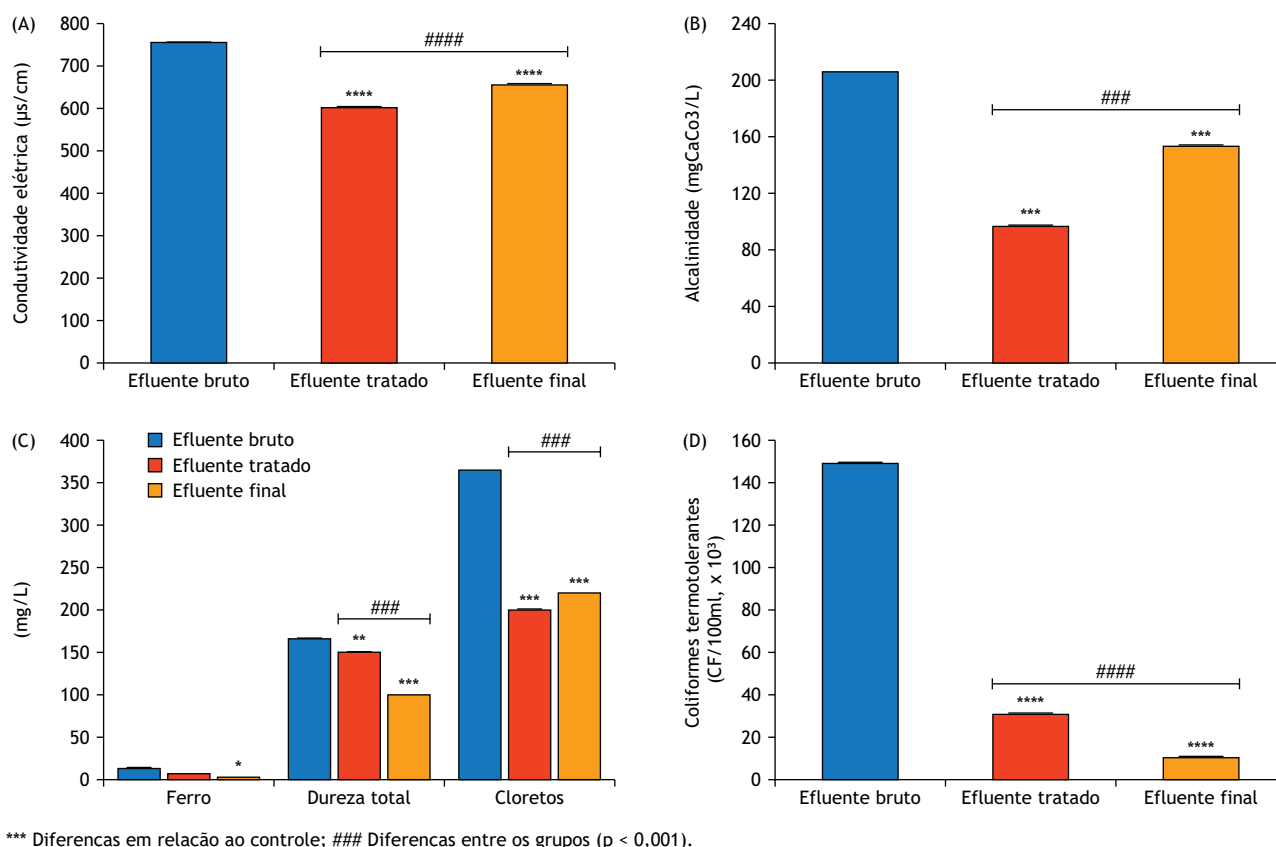 (A)
Condutividade elétrica (µs/cm)
800
700
600
500
400
300
200
100
0
####
****
****
Efluente bruto
Efluente tratado
Efluente final
(B)
Alcalinidade (mgCaCo3/L)
240
200
160
120
80
40
0
###
***
***
Efluente bruto
Efluente tratado
Efluente final
(C)
(mg/L)
400
350
300
250
200
150
100
50
0
Efluente bruto
Efluente tratado
Efluente final
*
###
**
***
###
***
***
Ferro
Dureza total
Cloretos
(D)
Coliformes termotolerantes
(CF/100ml, x 10³)
160
140
120
100
80
60
40
20
0
####
****
****
Efluente bruto
Efluente tratado
Efluente final
*** Diferencas em relação ao controle; ### Diferencas entre os grupos (p < 0,001).